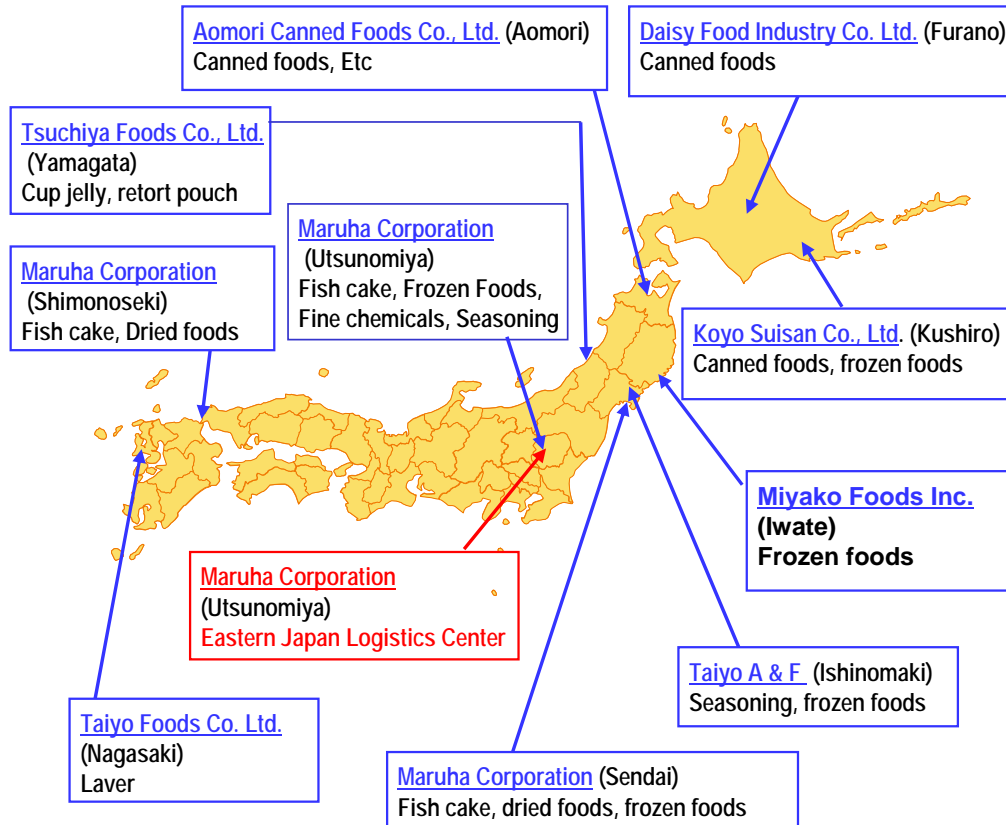 Aomori Canned Foods Co., Ltd. (Aomori)
Canned foods, Etc
Daisy Food Industry Co. Ltd. (Furano)
Canned foods
Tsuchiya Foods Co., Ltd.
(Yamagata)
Cup jelly, retort pouch
Maruha Corporation
(Utsunomiya)
Fish cake, Frozen Foods,
Fine chemicals, Seasoning
Maruha Corporation
(Shimonoseki)
Fish cake, Dried foods
Koyo Suisan Co., Ltd. (Kushiro)
Canned foods, frozen foods
Miyako Foods Inc.
(Iwate)
Frozen foods
Maruha Corporation
(Utsunomiya)
Eastern Japan Logistics Center
Taiyo A & F (Ishinomaki)
Seasoning, frozen foods
Taiyo Foods Co. Ltd.
(Nagasaki)
Laver
Maruha Corporation (Sendai)
Fish cake, dried foods, frozen foods